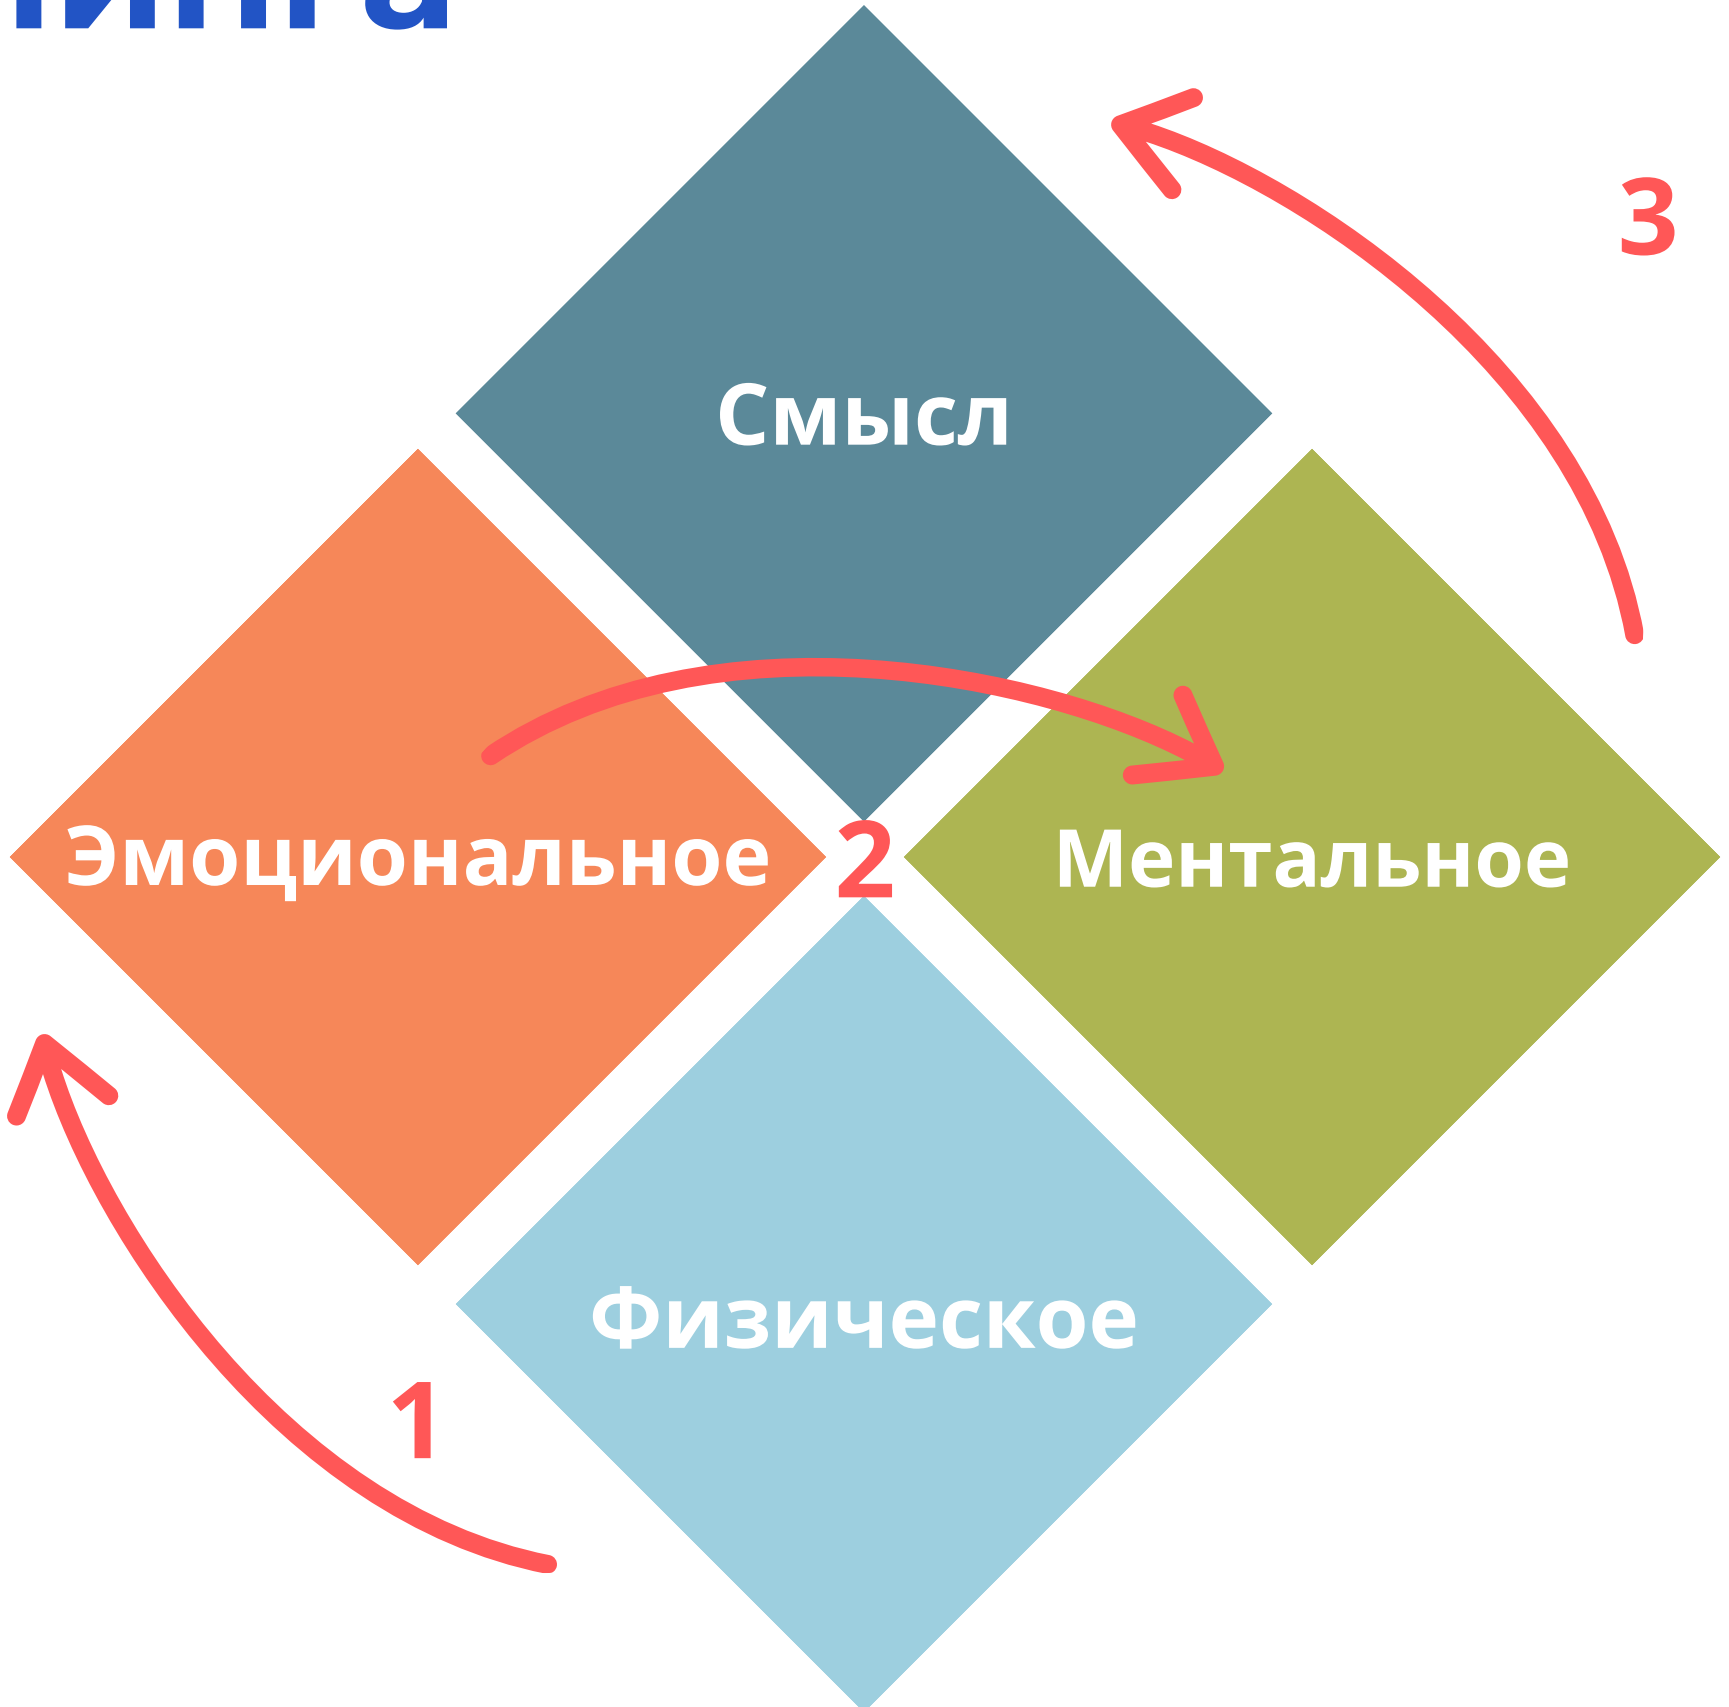 3
Смысл
Эмоциональное
2
Ментальное
Физическое
1